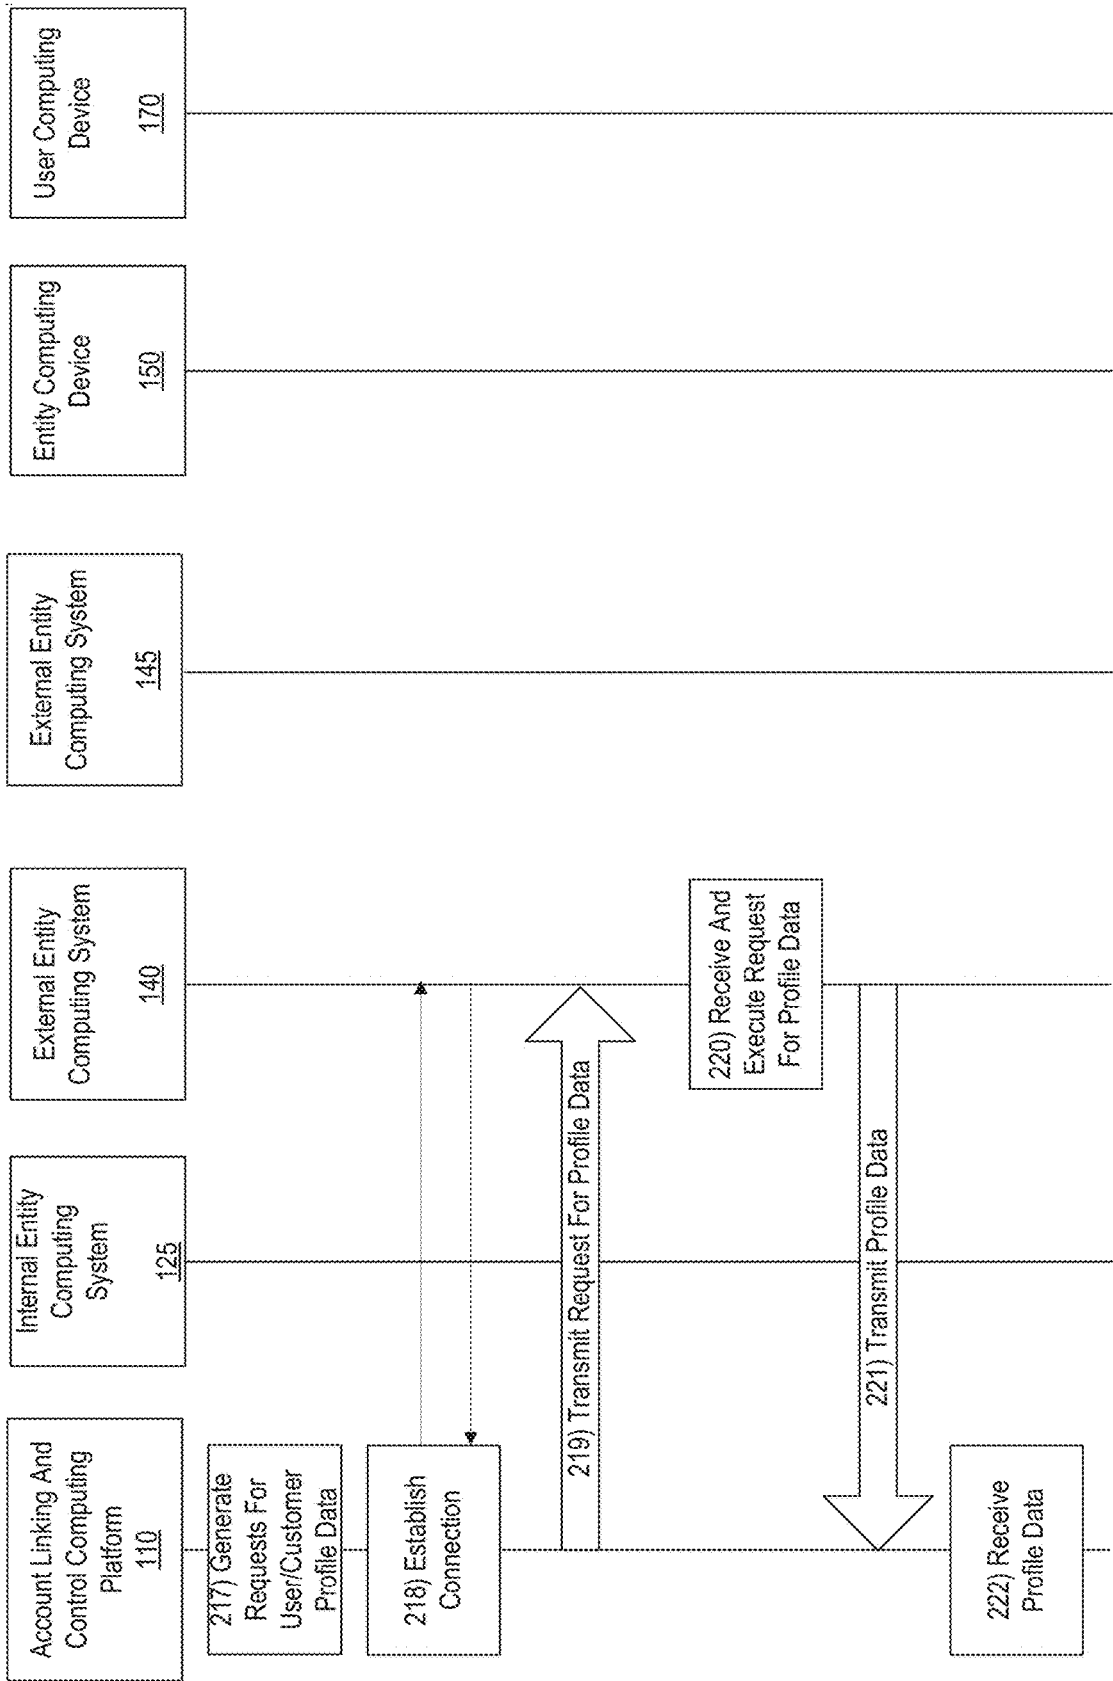 Account Linking And
Control Computing
Platform
110
Internal Entity
Computing
System
125
External Entity
Computing System
140
External Entity
Computing System
145
Entity Computing
Device
150
User Computing
Device
170
217) Generate
Requests For
User/Customer
Profile Data
218) Establish
Connection
219) Transmit Request For Profile Data
220) Receive And
Execute Request
For Profile Data
221) Transmit Profile Data
222) Receive
Profile Data